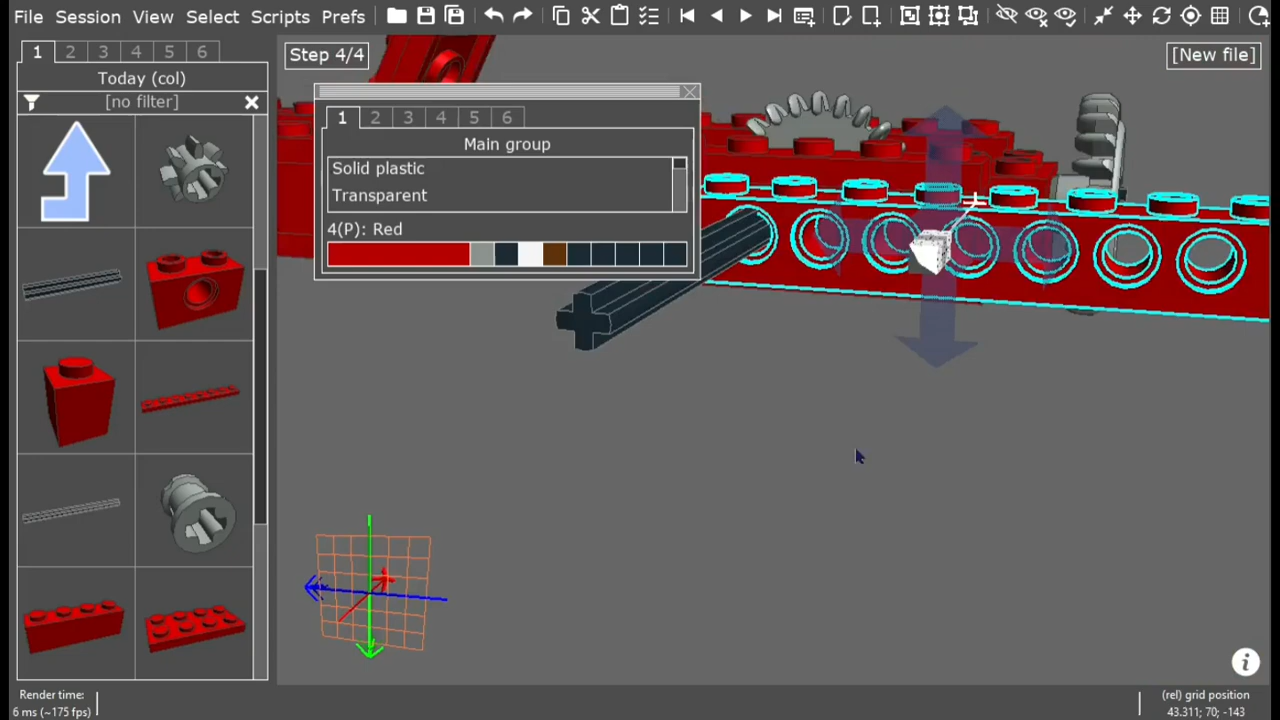 File Session View Select Scripts Prefs
1 2 3 4 5 6
Today (col)
[no filter]
Step 4/4
[New file]
1 2 3 4 5 6
Main group
Solid plastic
Transparent
4(P): Red
Render time:
6 ms (~175 fps)
(rel) grid position
43.311; 70; -143